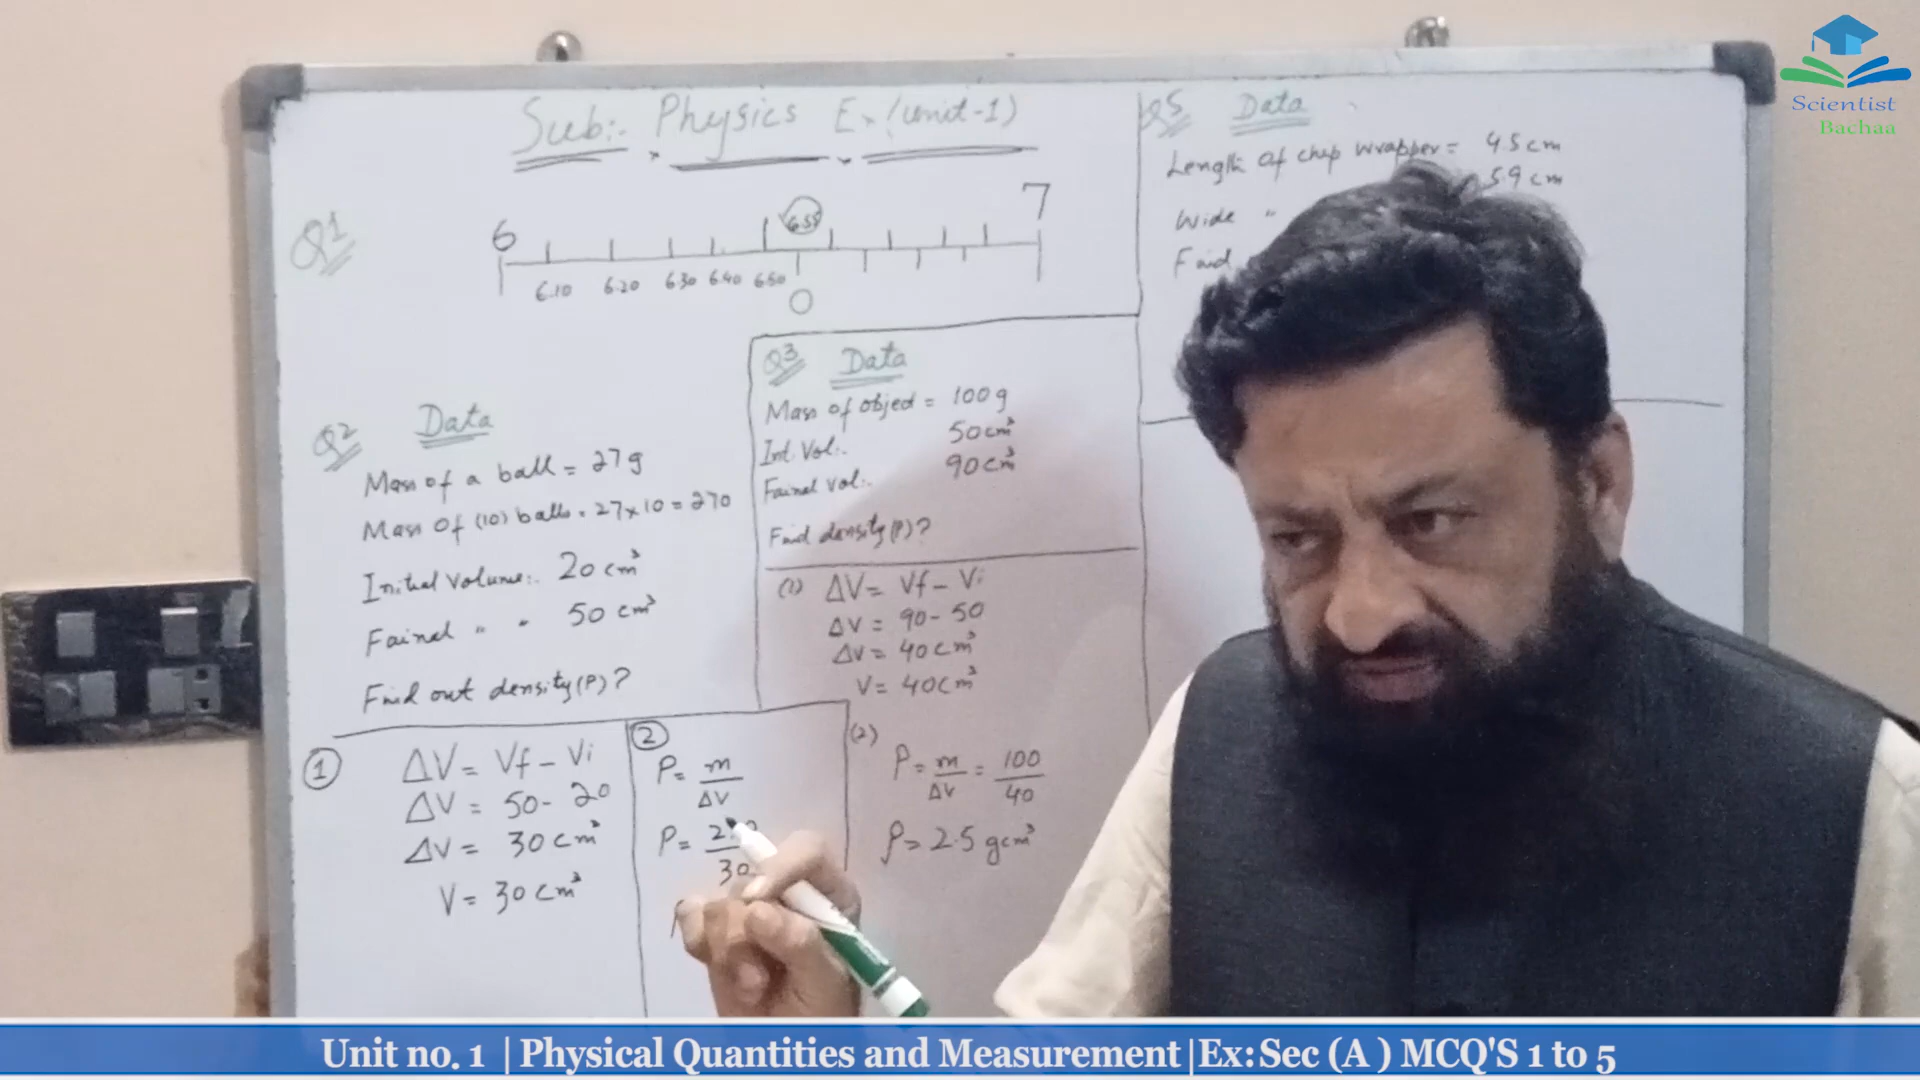 Sub:- Physics Ex (unit-1)
Q1
6 6.55 7
6.10 6.20 6.30 6.40 6.50
0
Q2 Data
Mass of a ball = 27g
Mass of (10) balls = 27×10 = 270
Initial Volume:. 20 cm³
Fainal " " 50 cm³
Find out density (P)?
① ΔV = Vf - Vi
ΔV = 50 - 20
ΔV = 30 cm³
V = 30 cm³
②
P = m/ΔV
P = 30
Q3 Data
Mass of object = 100g
Int Vol:. 50cm³
Fainal vol:. 90cm³
Find density (P)?
(1) ΔV = Vf - Vi
ΔV = 90 - 50
ΔV = 40cm³
V = 40cm³
(2)
P = m/ΔV = 100/40
ρ = 2.5 gcm³
Q5 Data
Length of chip wrapper = 4.5cm
Wide " 5.9 cm
Scientist
Bachaa
Unit no. 1 | Physical Quantities and Measurement |Ex: Sec (A ) MCQ'S 1 to 5